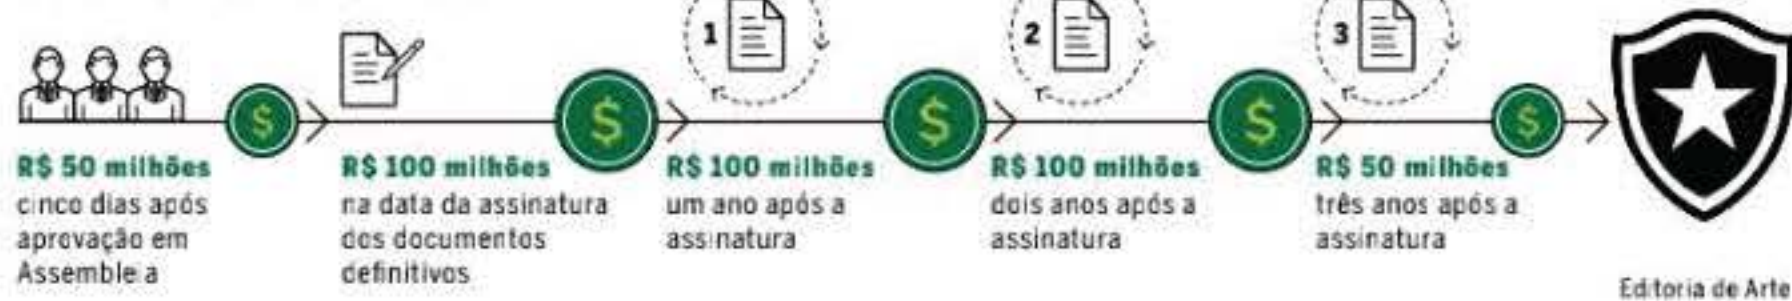 1
2
3
$
$
$
$
$
R$ 50 milhões
cinco dias após
aprovação em
Assembleia
R$ 100 milhões
na data da assinatura
dos documentos
definitivos
R$ 100 milhões
um ano após a
assinatura
R$ 100 milhões
dois anos após a
assinatura
R$ 50 milhões
três anos após a
assinatura
Editoria de Arte